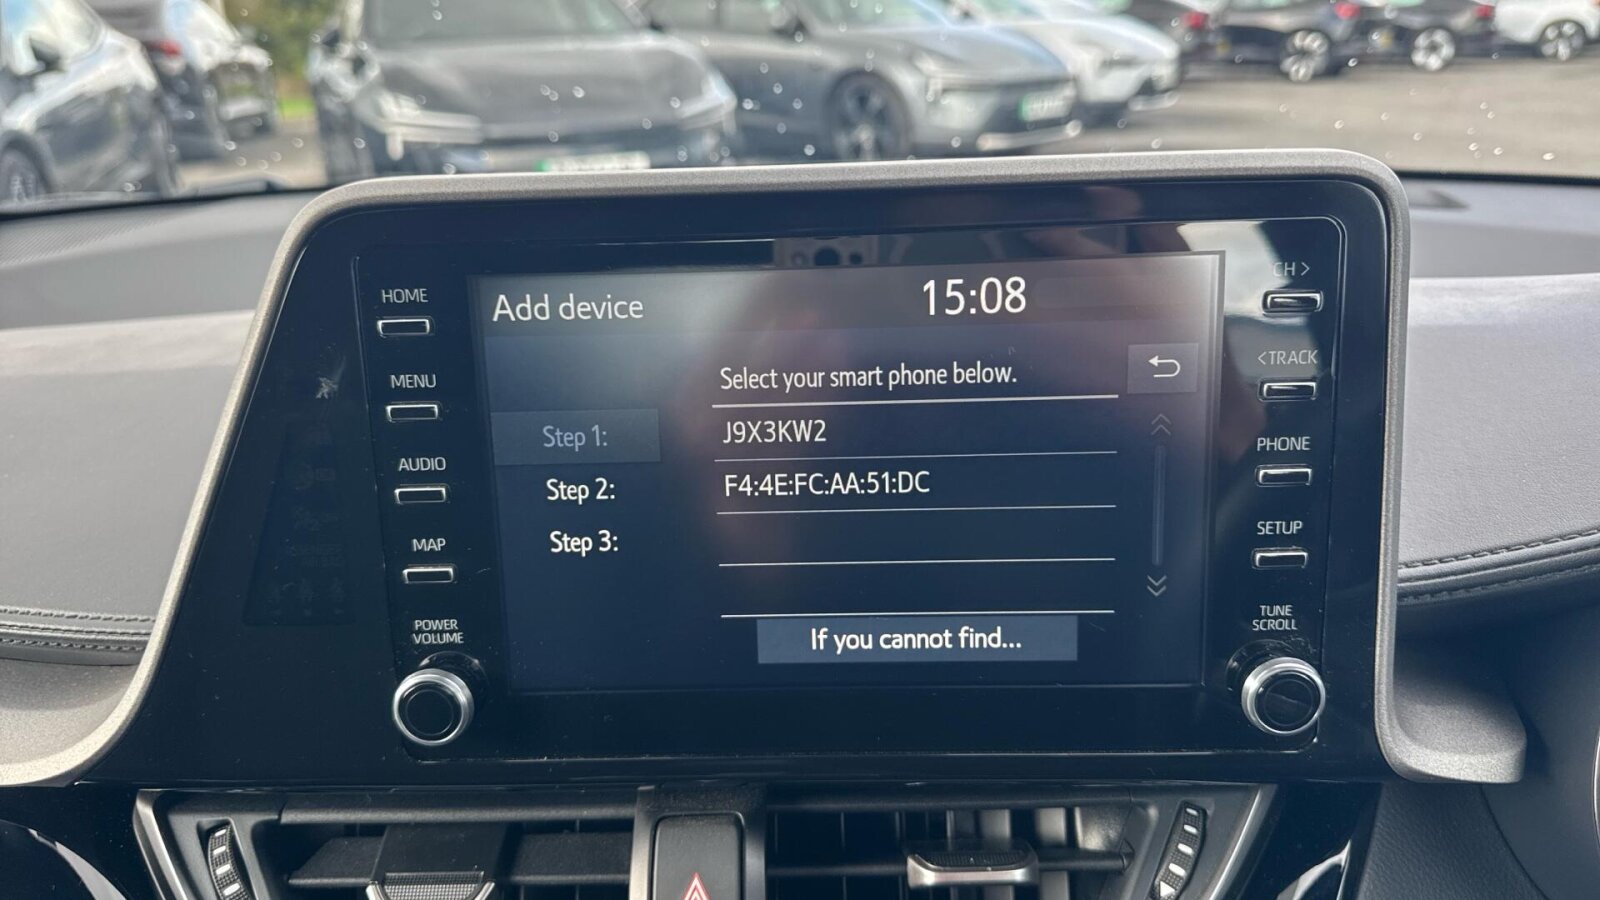 HOME
MENU
AUDIO
MAP
POWER
VOLUME
Add device
15:08
Select your smart phone below.
Step 1:
Step 2:
Step 3:
J9X3KW2
F4:4E:FC:AA:51:DC
If you cannot find...
CH >
<TRACK
PHONE
SETUP
TUNE
SCROLL